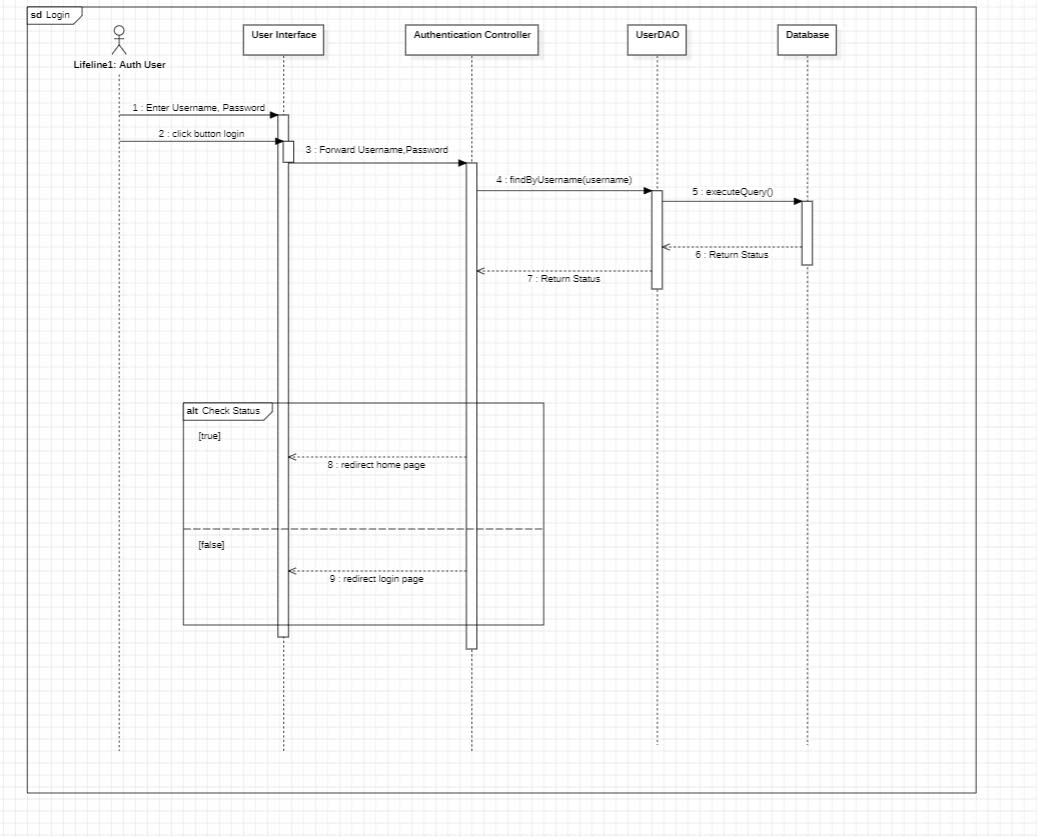 sd Login
Lifeline1: Auth User
User Interface
Authentication Controller
UserDAO
Database
1 : Enter Username, Password
2 : click button login
3 : Forward Username,Password
4 : findByUsername(username)
5 : executeQuery()
6 : Return Status
7 : Return Status
alt Check Status
[true]
8 : redirect home page
[false]
9 : redirect login page